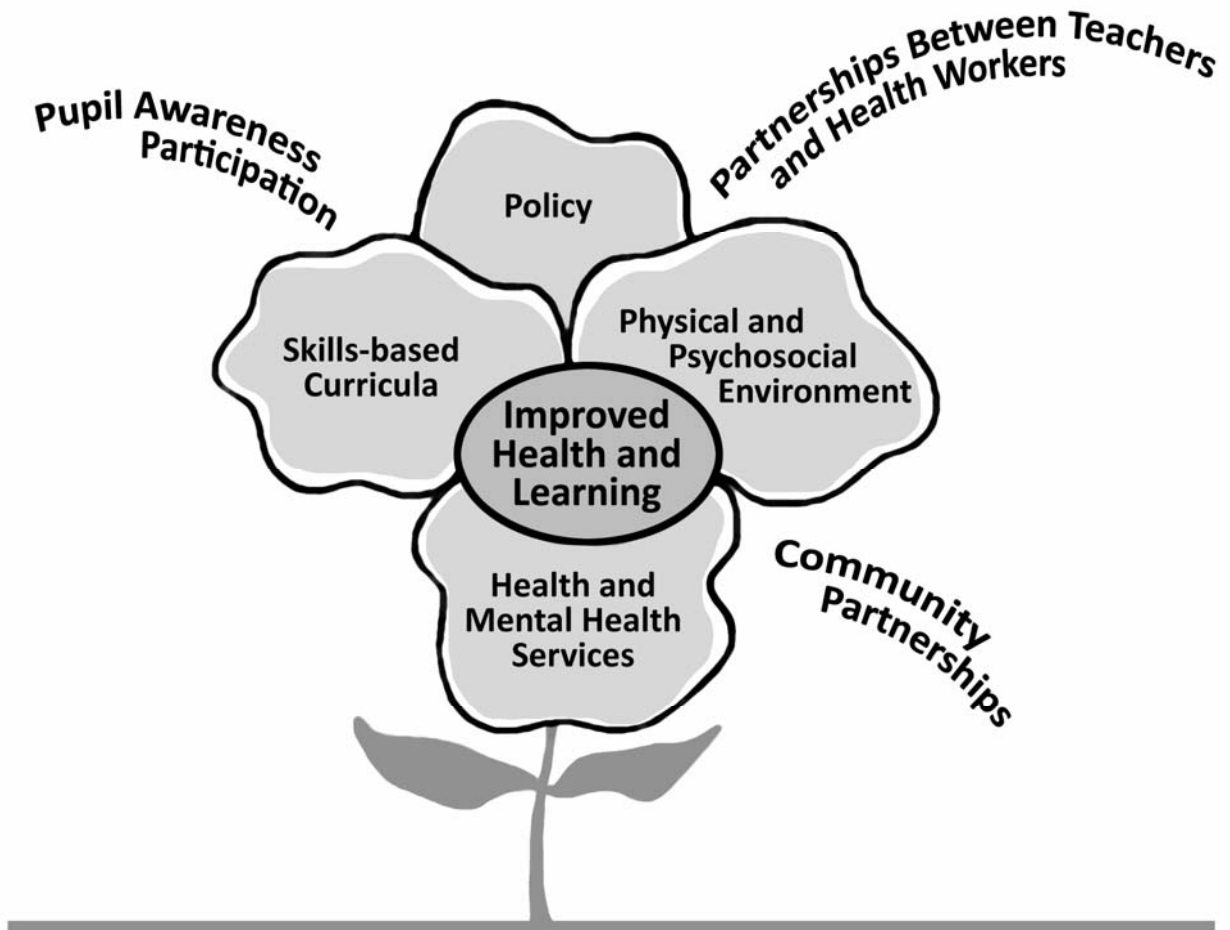 Pupil Awareness
Participation
Partnerships Between Teachers
and Health Workers
Policy
Skills-based
Curricula
Physical and
Psychosocial
Environment
Improved
Health and
Learning
Health and
Mental Health
Services
Community
Partnerships